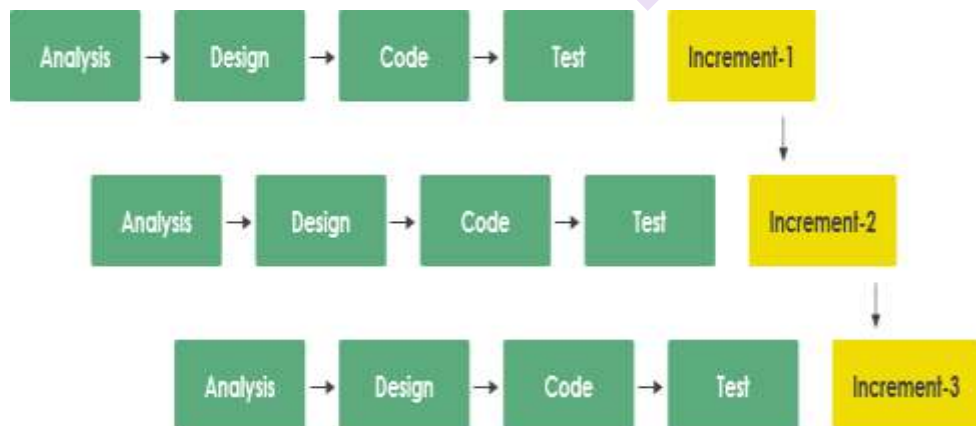 Analysis Design Code Test Increment-1
Analysis Design Code Test Increment-2
Analysis Design Code Test Increment-3